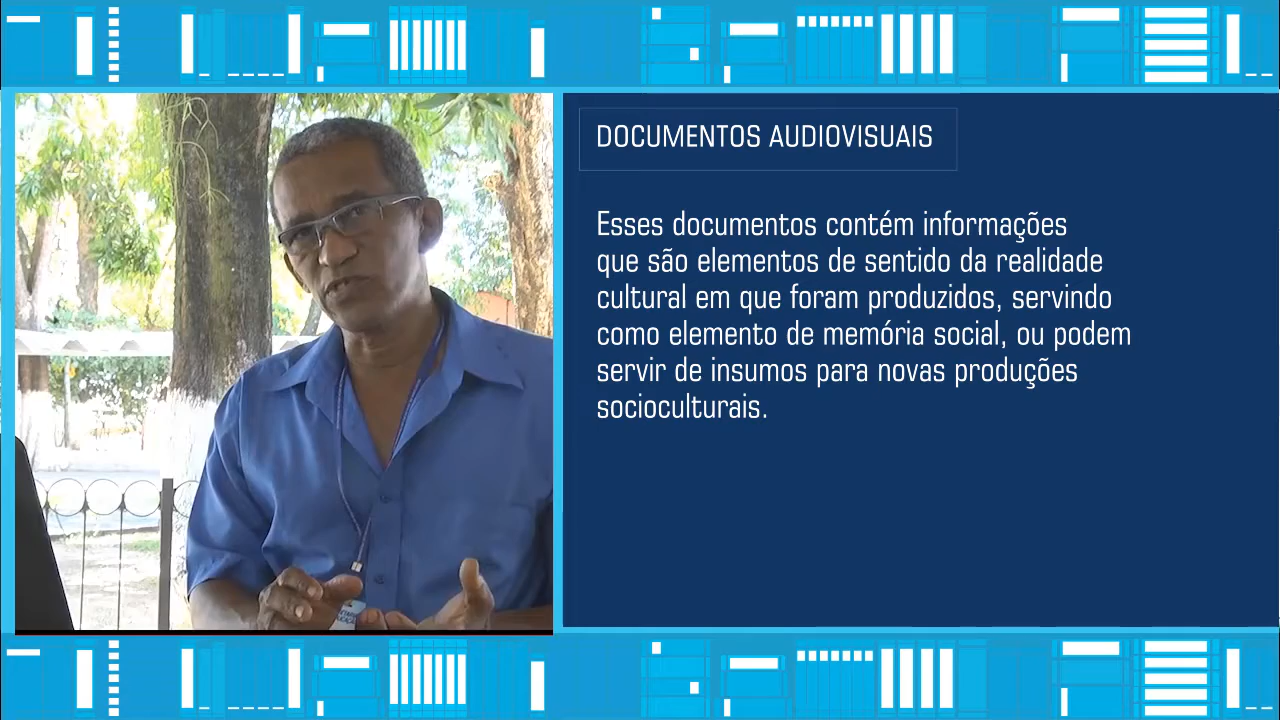 DOCUMENTOS AUDIOVISUAIS
Esses documentos contém informações
que são elementos de sentido da realidade
cultural em que foram produzidos, servindo
como elemento de memória social, ou podem
servir de insumos para novas produções
socioculturais.